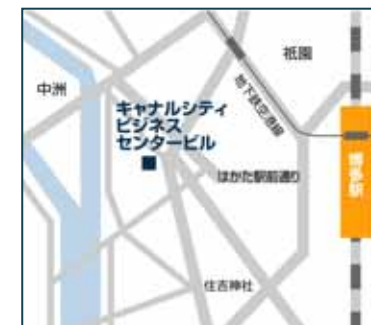 祇園
中洲
地下鉄空港線
キャナルシティ
ビジネス
センタービル
博多駅
はかた駅前通り
住吉神社